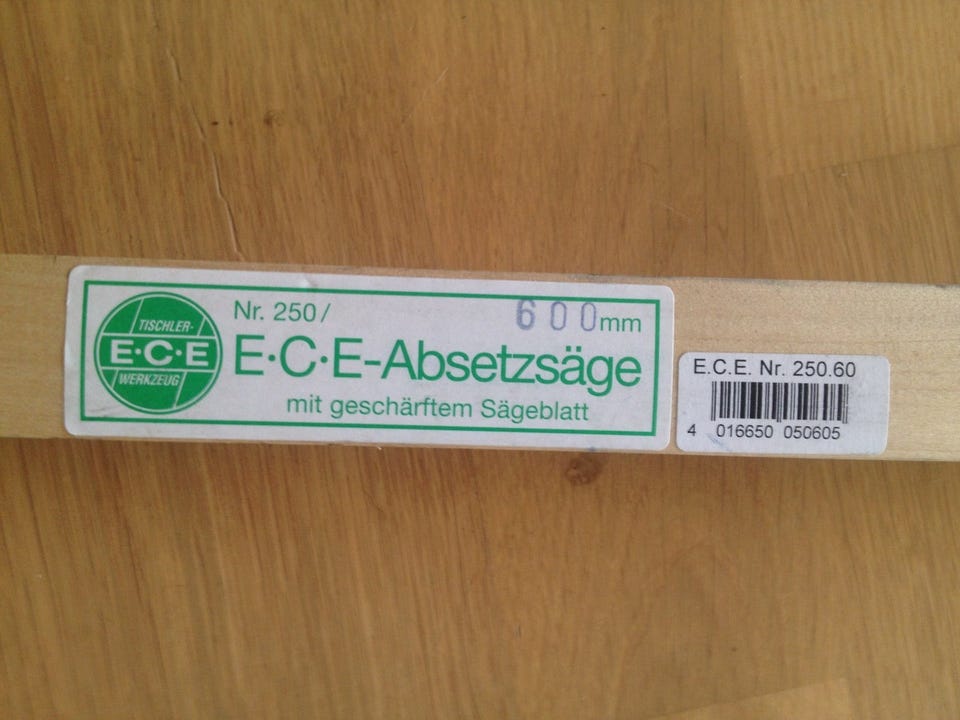 TISCHLER-
E·C·E
WERKZEUG
Nr. 250/ 600mm
E·C·E-Absetzsäge
mit geschärftem Sägeblatt
E.C.E. Nr. 250.60
4 016650 050605